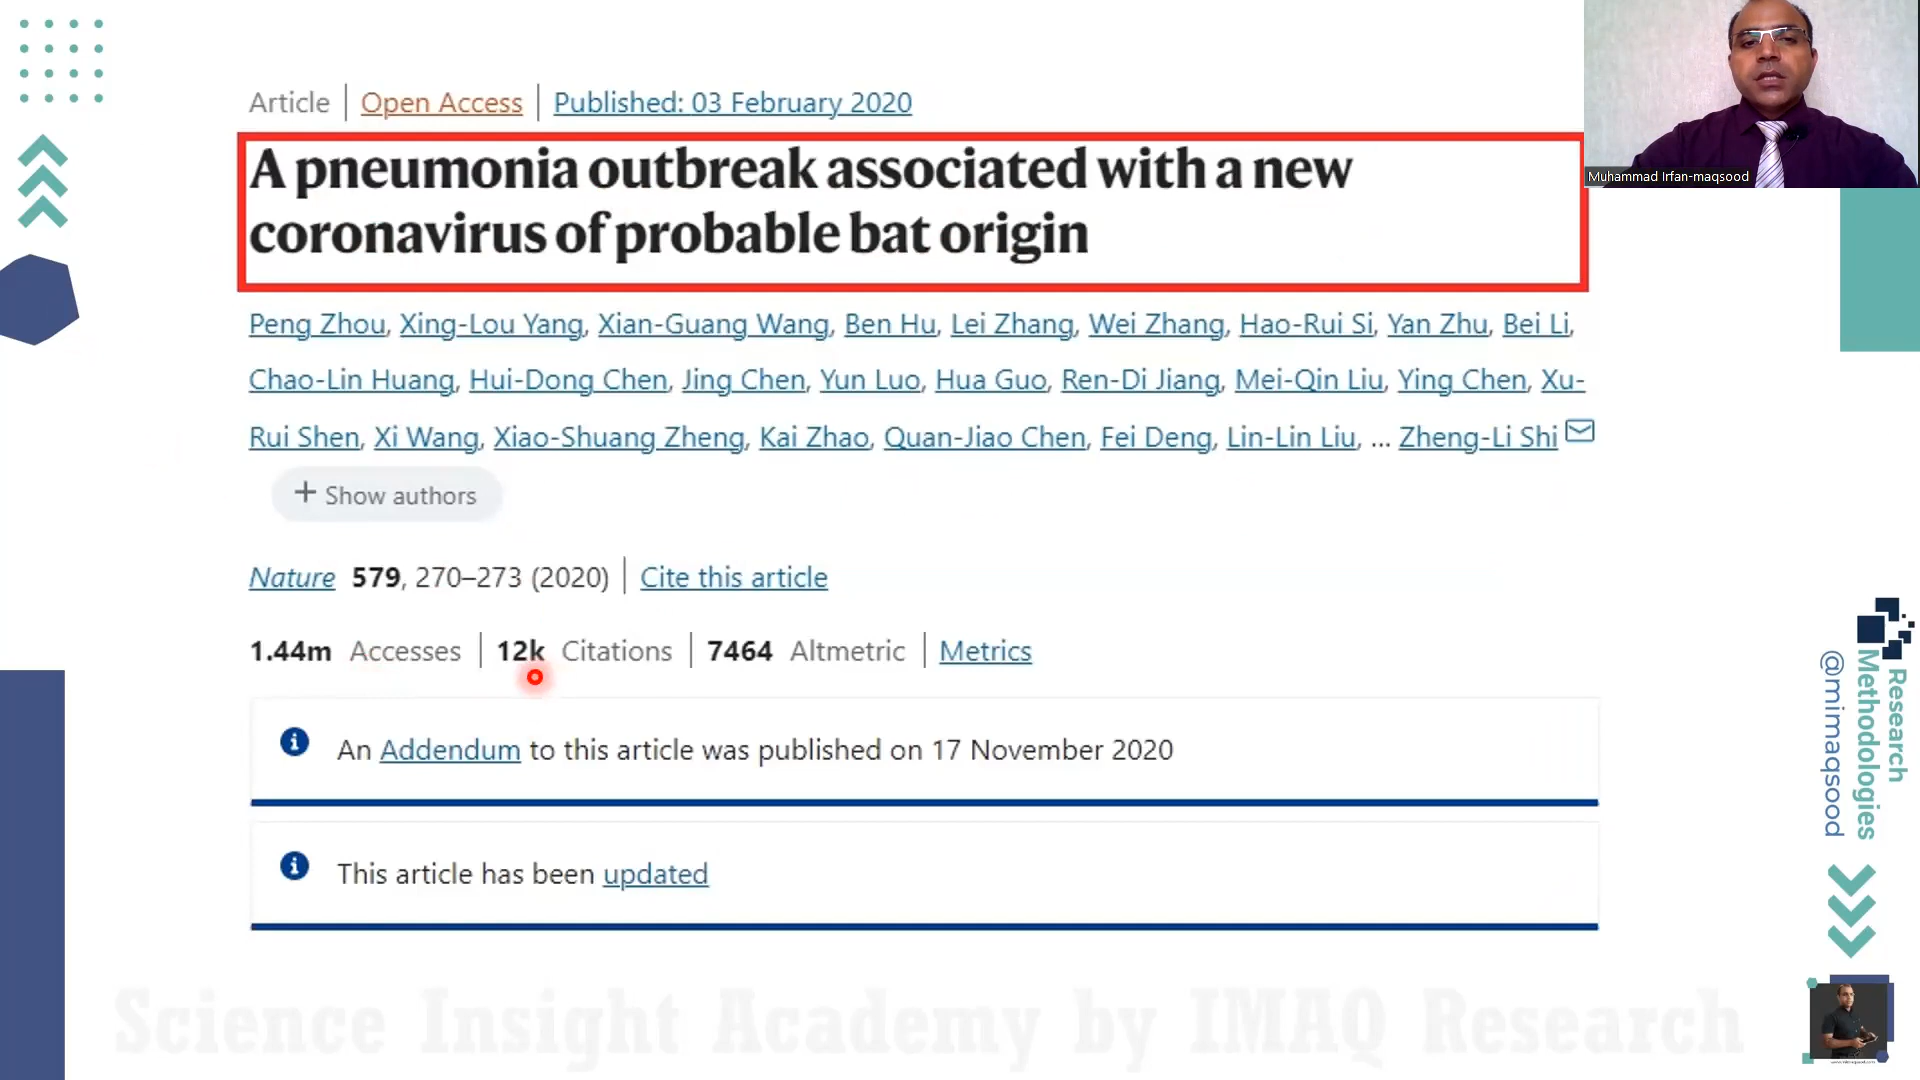 Article | Open Access | Published: 03 February 2020
A pneumonia outbreak associated with a new
coronavirus of probable bat origin
Peng Zhou, Xing-Lou Yang, Xian-Guang Wang, Ben Hu, Lei Zhang, Wei Zhang, Hao-Rui Si, Yan Zhu, Bei Li,
Chao-Lin Huang, Hui-Dong Chen, Jing Chen, Yun Luo, Hua Guo, Ren-Di Jiang, Mei-Qin Liu, Ying Chen, Xu-
Rui Shen, Xi Wang, Xiao-Shuang Zheng, Kai Zhao, Quan-Jiao Chen, Fei Deng, Lin-Lin Liu, ... Zheng-Li Shi
+ Show authors
Nature 579, 270–273 (2020) | Cite this article
1.44m Accesses | 12k Citations | 7464 Altmetric | Metrics
An Addendum to this article was published on 17 November 2020
This article has been updated
Muhammad Irfan-maqsood
Research
Methodologies
@mimaqsood
Science Insight Academy by IMAQ Research